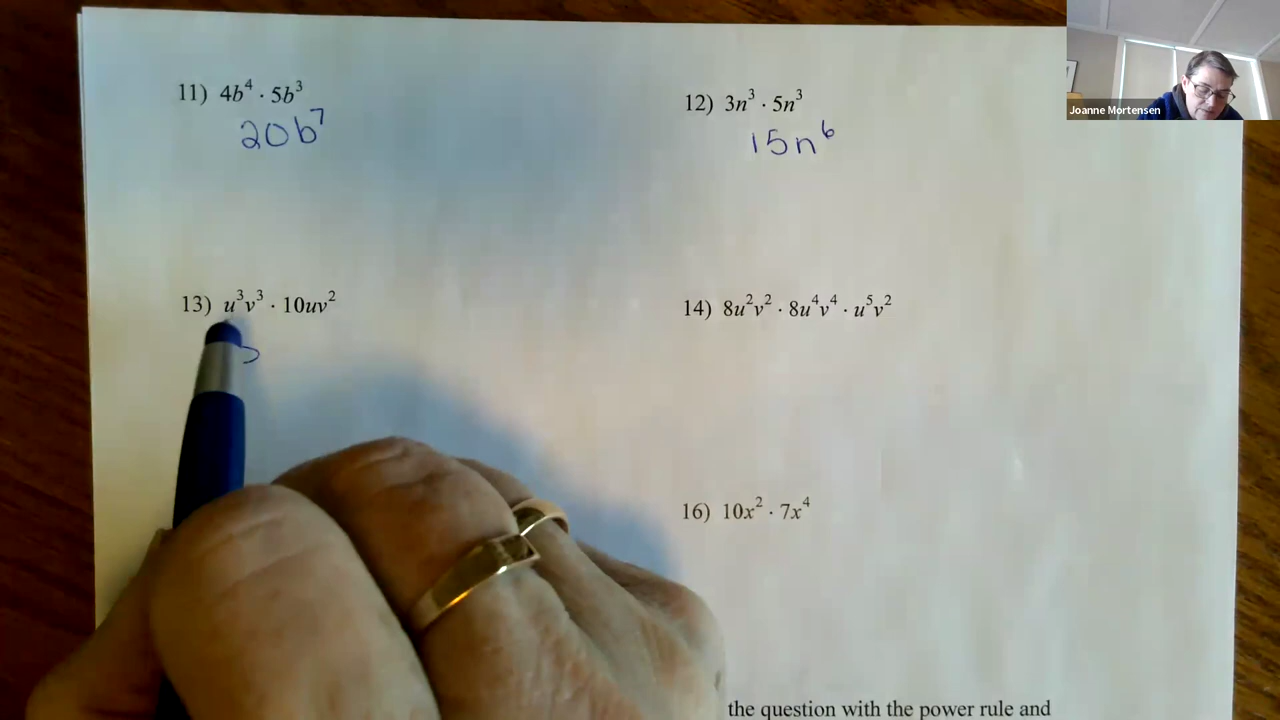 Joanne Mortensen
11) 4b⁴ · 5b³
20b⁷
12) 3n³ · 5n³
15n⁶
13) u³v³ · 10uv²
14) 8u²v² · 8u⁴v⁴ · u⁵v²
16) 10x² · 7x⁴
the question with the power rule and